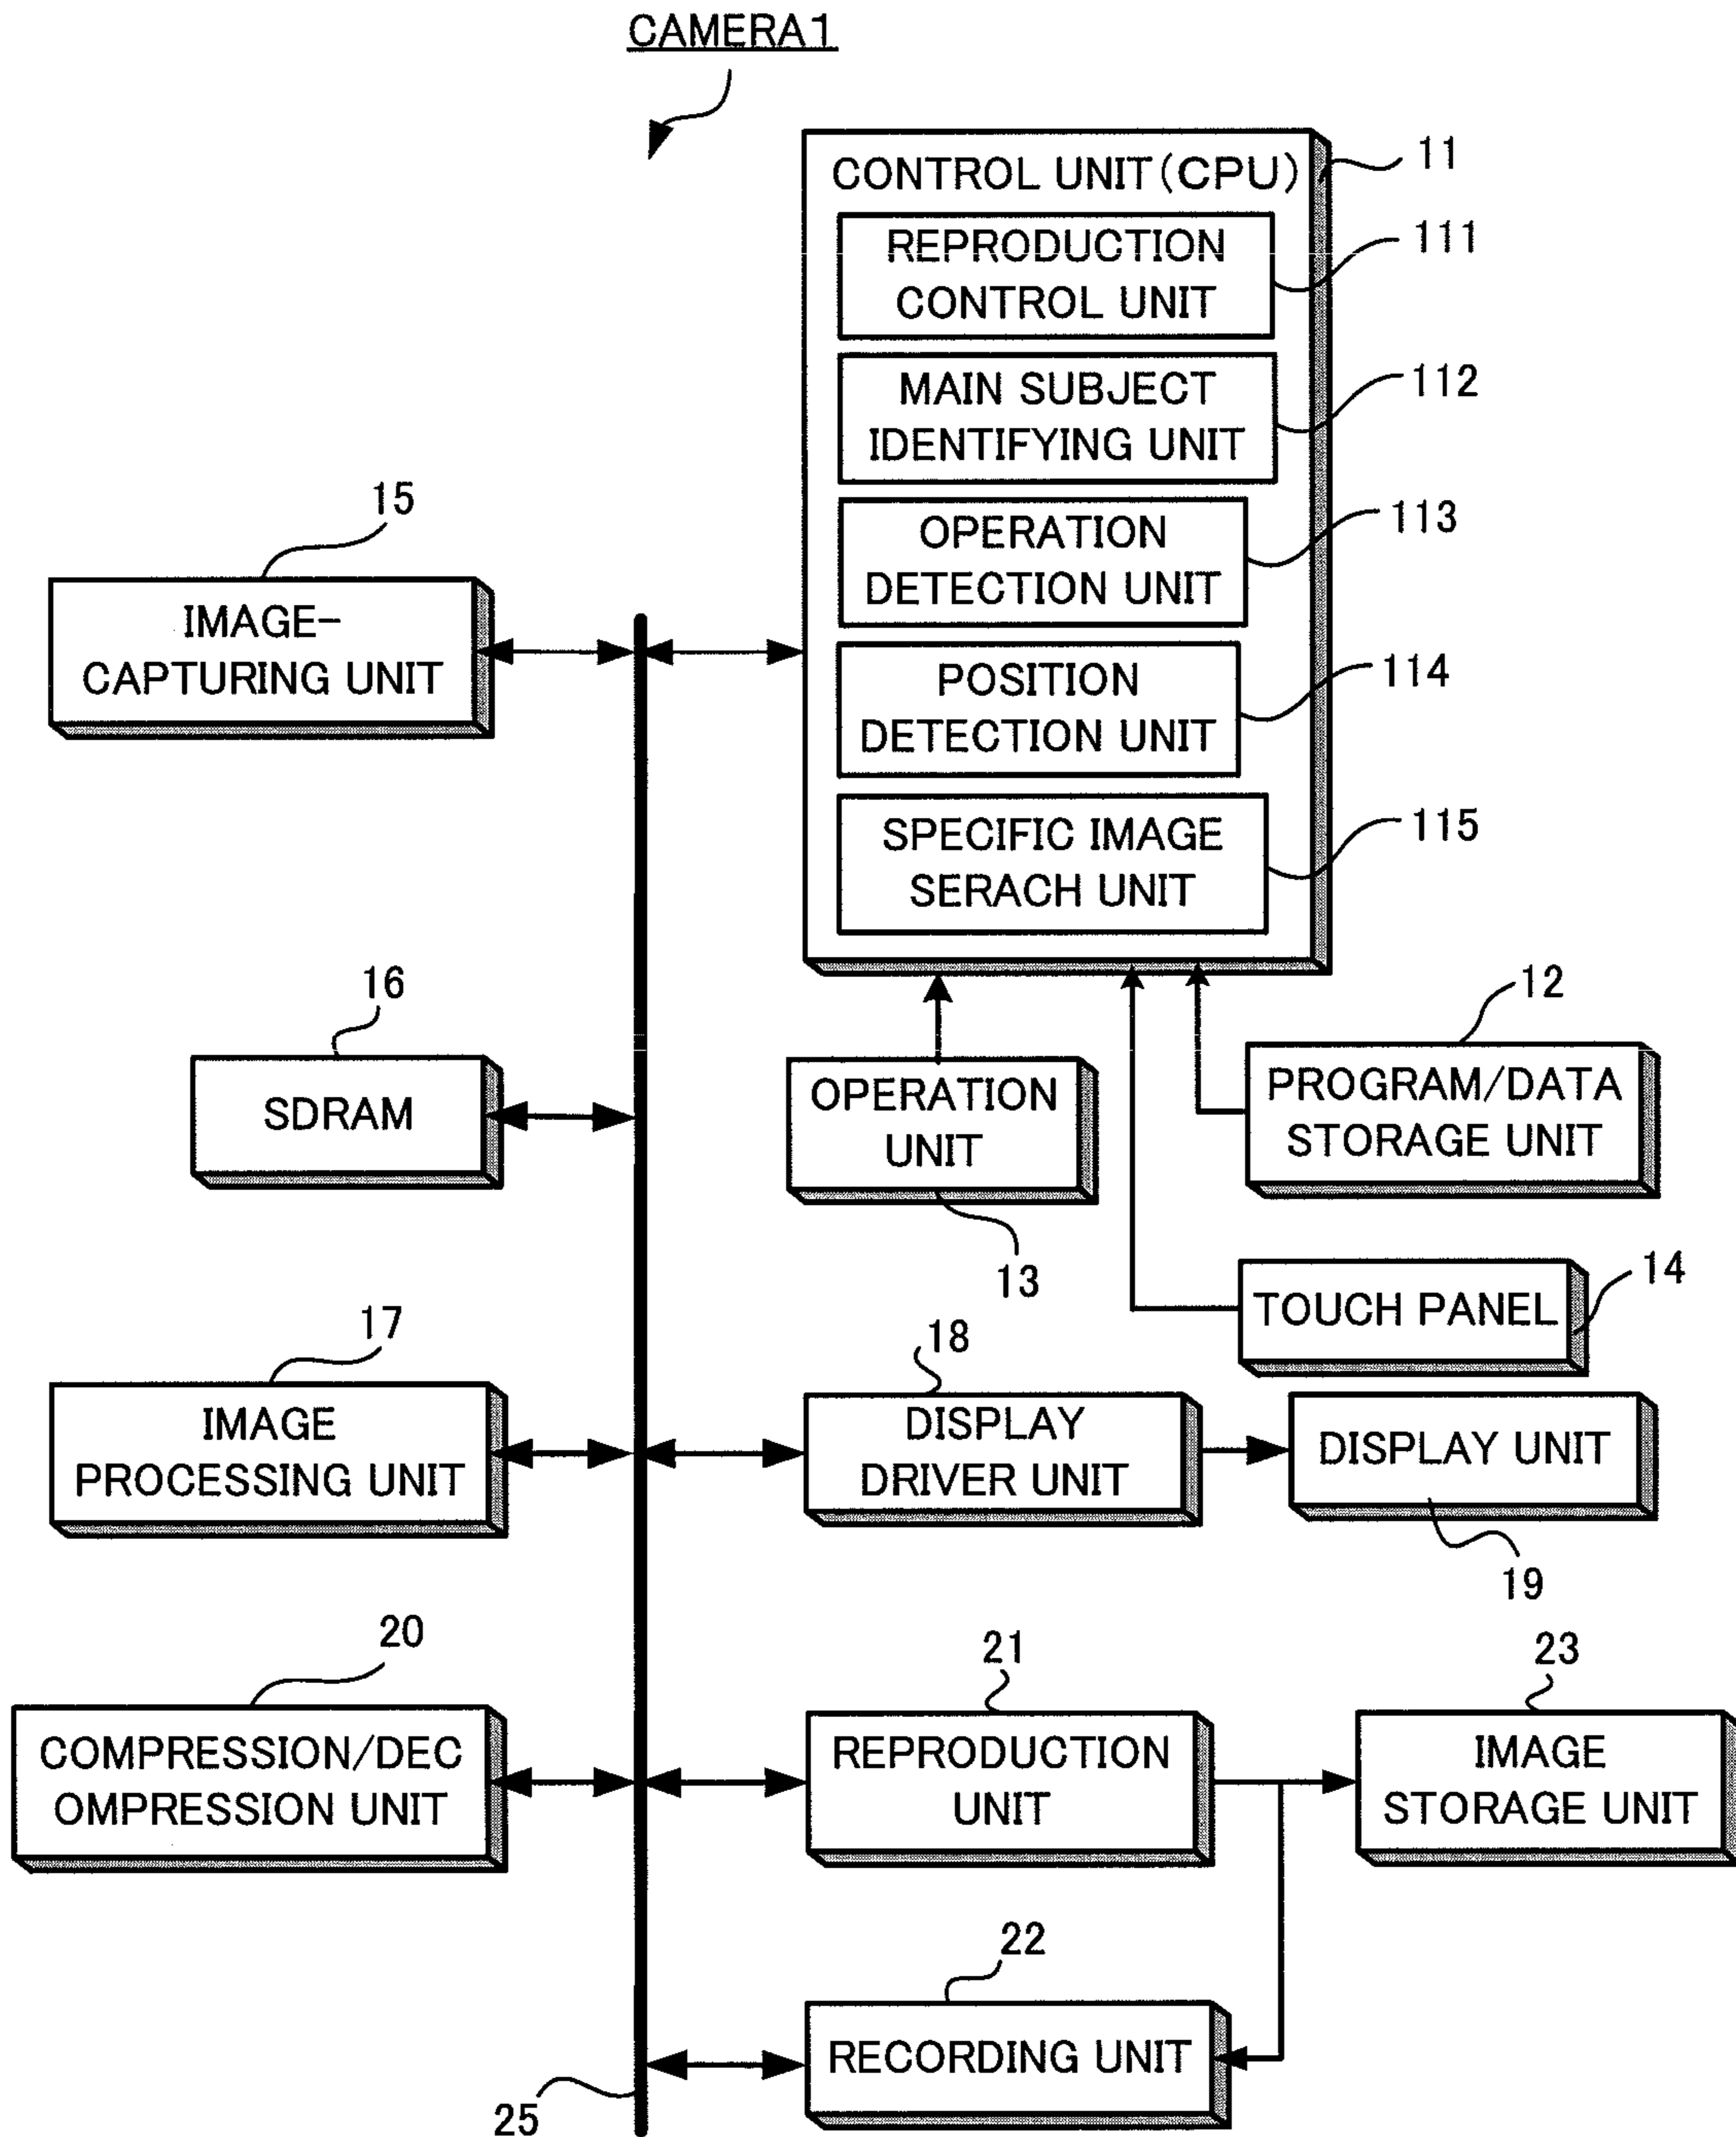 CAMERA1
CONTROL UNIT(CPU)
11
REPRODUCTION
CONTROL UNIT
111
MAIN SUBJECT
IDENTIFYING UNIT
112
OPERATION
DETECTION UNIT
113
POSITION
DETECTION UNIT
114
SPECIFIC IMAGE
SERACH UNIT
115
15
IMAGE-
CAPTURING UNIT
16
SDRAM
OPERATION
UNIT
13
12
PROGRAM/DATA
STORAGE UNIT
TOUCH PANEL
14
17
IMAGE
PROCESSING UNIT
18
DISPLAY
DRIVER UNIT
DISPLAY UNIT
19
20
COMPRESSION/DEC
OMPRESSION UNIT
21
REPRODUCTION
UNIT
23
IMAGE
STORAGE UNIT
22
RECORDING UNIT
25